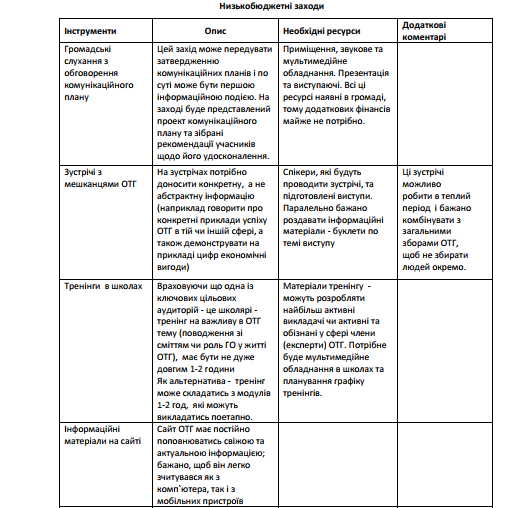 Низькобюджетні заходи
Інструменти
Опис
Необхідні ресурси
Додаткові
коментарі
Громадські
слухання з
обговорення
комунікаційного
плану
Цей захід може передувати
затвердженню
комунікаційних планів і по
суті може бути першою
інформаційною подією. На
заході буде представлений
проект комунікаційного
плану та зібрані
рекомендації учасників
щодо його удосконалення.
Приміщення, звукове та
мультимедійне
обладнання. Презентація
та виступаючі. Всі ці
ресурси наявні в громаді,
тому додаткових фінансів
майже не потрібно.
Зустрічі з
мешканцями ОТГ
На зустрічах потрібно
доносити конкретну, а не
абстрактну інформацію
(наприклад говорити про
конкретні приклади успіху
ОТГ в тій чи іншій сфері, а
також демонструвати на
прикладі цифр економічні
вигоди)
Спікери, які будуть
проводити зустрічі, та
підготовлені виступи.
Паралельно бажано
роздавати інформаційні
матеріали - буклети по
темі виступу
Ці зустрічі
можливо
робити в теплий
період і бажано
комбінувати з
загальними
зборами ОТГ,
щоб не збирати
людей окремо.
Тренінги в школах
Враховуючи що одна із
ключових цільових
аудиторій - це школярі -
тренінг на важливу в ОТГ
тему (поводження зі
сміттям чи роль ГО у житті
ОТГ), має бути не дуже
довгим 1-2 години
Як альтернатива - тренінг
може складатись з модулів
1-2 год, які можуть
викладатись поетапно.
Матеріали тренінгу -
можуть розробляти
найбільш активні
викладачі чи активні та
обізнані у сфері члени
(експерти) ОТГ. Потрібне
буде мультимедійне
обладнання в школах та
планування графіку
тренінгів.
Інформаційні
матеріали на сайті
Сайт ОТГ має постійно
поповнюватись свіжою та
актуальною інформацією;
бажано, щоб він легко
зчитувався як з
комп`ютера, так і з
мобільних пристроїв